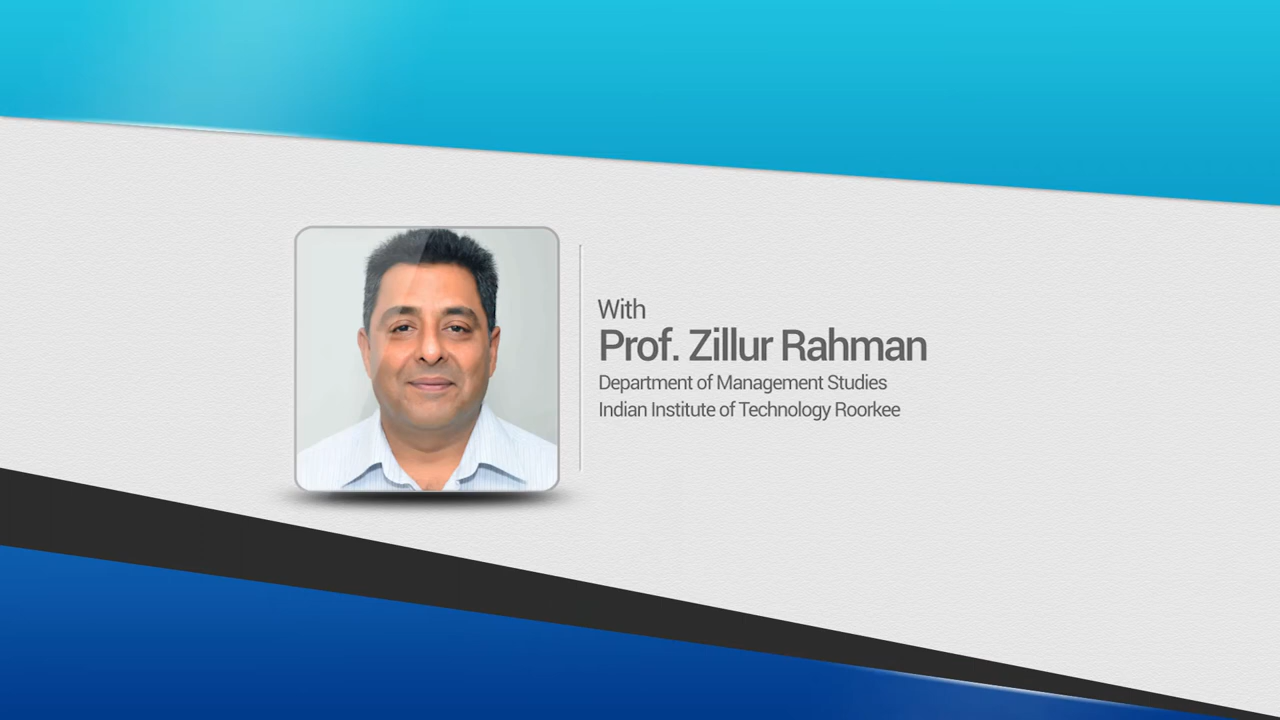 With
Prof. Zillur Rahman
Department of Management Studies
Indian Institute of Technology Roorkee